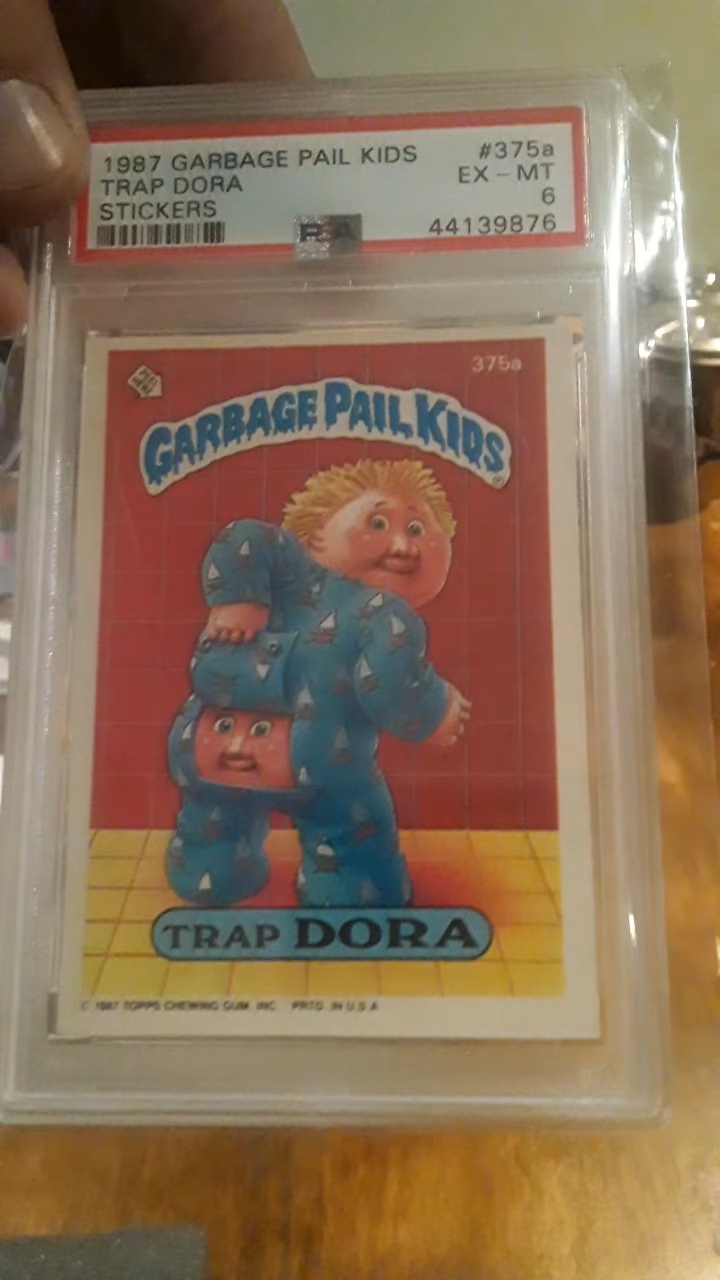 1987 GARBAGE PAIL KIDS #375a
TRAP DORA EX - MT
STICKERS 6
PSA 44139876
375a
GARBAGE PAIL KIDS
TRAP DORA
© 1987 TOPPS CHEWING GUM, INC. PRTD. IN U.S.A.